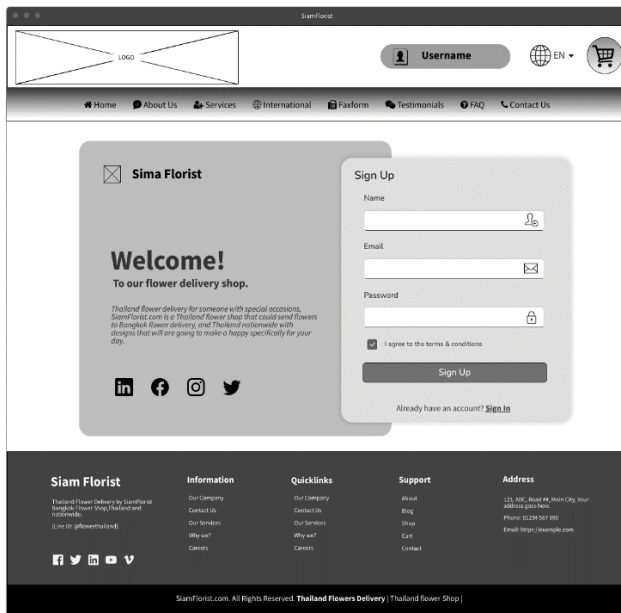 SiamFlorist
LOGO
Username
EN
Home About Us Services International Faxform Testimonials FAQ Contact Us
Sima Florist
Welcome!
To our flower delivery shop.
Thailand flower delivery for someone with special occasions,
SiamFlorist.com is a Thailand flower shop that could send flowers
to Bangkok flower delivery, and Thailand nationwide with
designs that will are going to make a happy specifically for your
day.
Sign Up
Name
Email
Password
I agree to the terms & conditions
Sign Up
Already have an account? Sign In
Siam Florist
Thailand Flower Delivery by SiamFlorist
Bangkok Flower Shop,Thailand and
nationwide.
(Line ID: @flowerthailand)
Information
Our Company
Contact Us
Our Services
Why we?
Careers
Quicklinks
Our Company
Contact Us
Our Services
Why we?
Careers
Support
About
Blog
Shop
Cart
Contact
Address
123, ABC, Road ##, Main City, Your
address goes here.
Phone: 01234 567 890
Email: https://example.com
SiamFlorist.com. All Rights Reserved. Thailand Flowers Delivery | Thailand flower Shop |